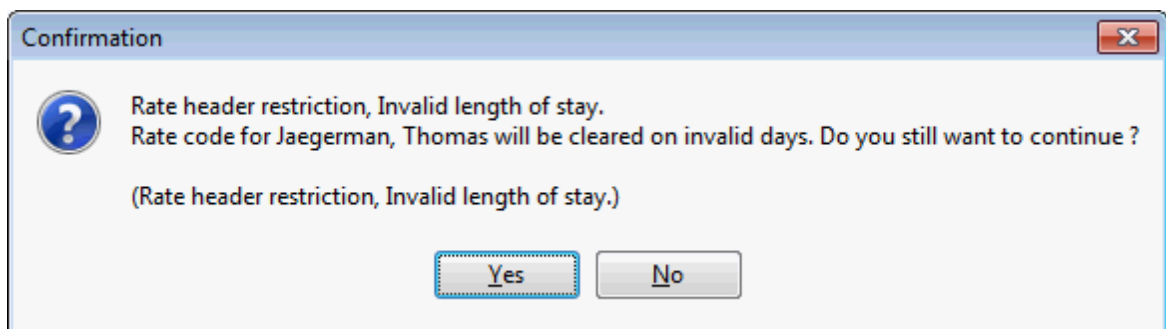 Confirmation
Rate header restriction, Invalid length of stay.
Rate code for Jaegerman, Thomas will be cleared on invalid days. Do you still want to continue ?
(Rate header restriction, Invalid length of stay.)
Yes
No